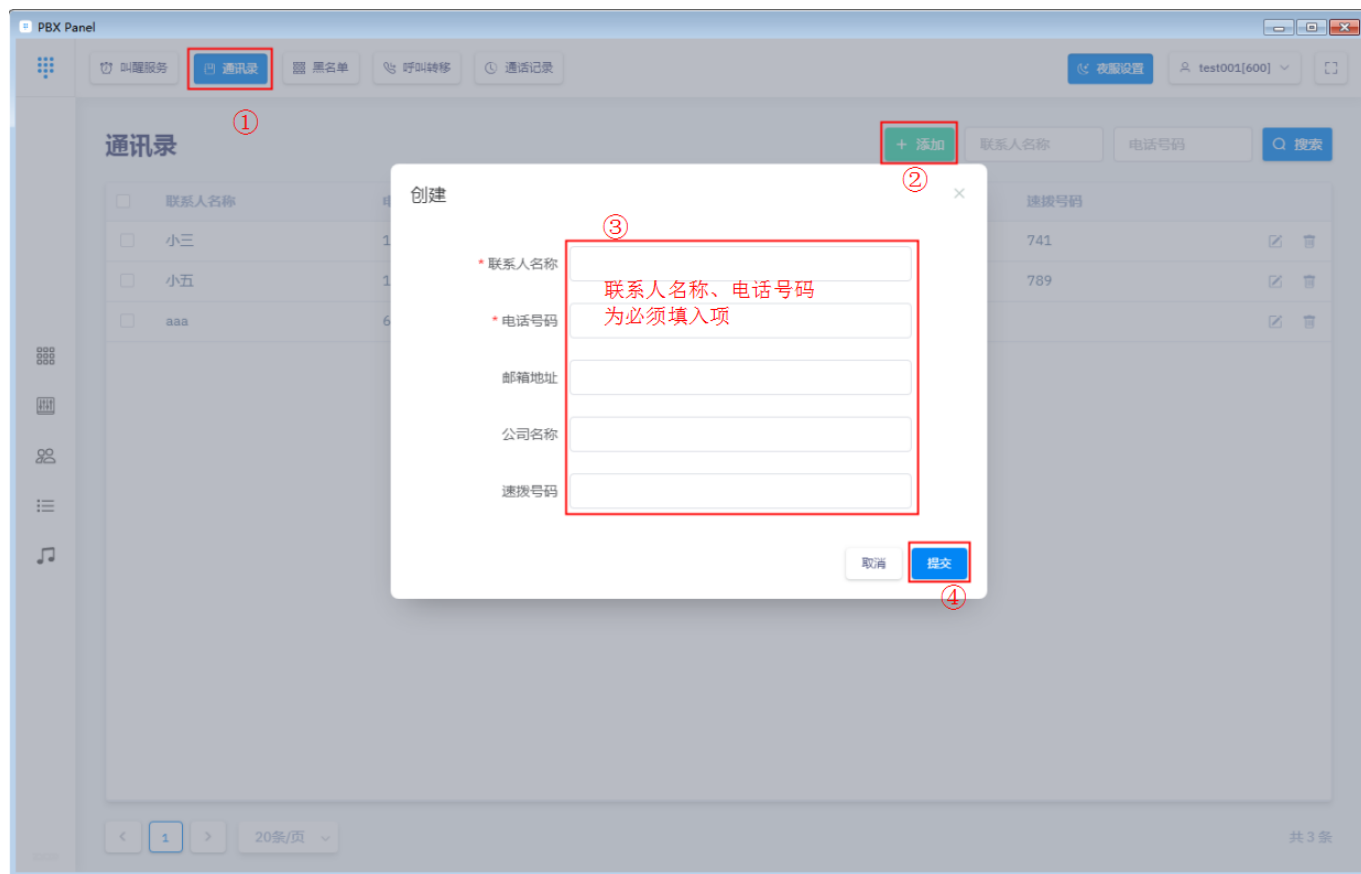 PBX Panel
叫醒服务 通讯录 黑名单 呼叫转移 通话记录 夜服设置 test001[600]
①
通讯录 + 添加 联系人名称 电话号码 搜索
②
创建
联系人名称 速拨号码
③
小三 1 741
* 联系人名称
小五 1 789
联系人名称、电话号码
为必须填入项
* 电话号码
aaa 6
邮箱地址
公司名称
速拨号码
取消 提交
④
1 20条/页 共 3 条